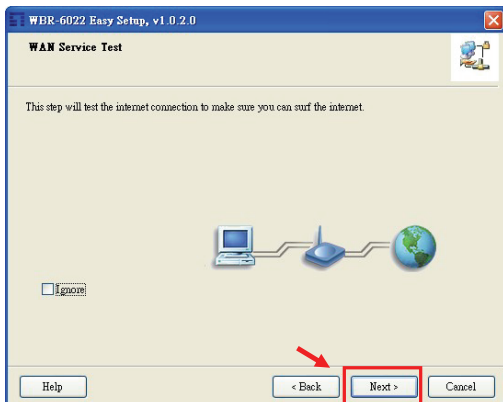 WBR-6022 Easy Setup, v1.0.2.0
WAN Service Test
This step will test the internet connection to make sure you can surf the internet.
Ignore
Help
< Back
Next >
Cancel